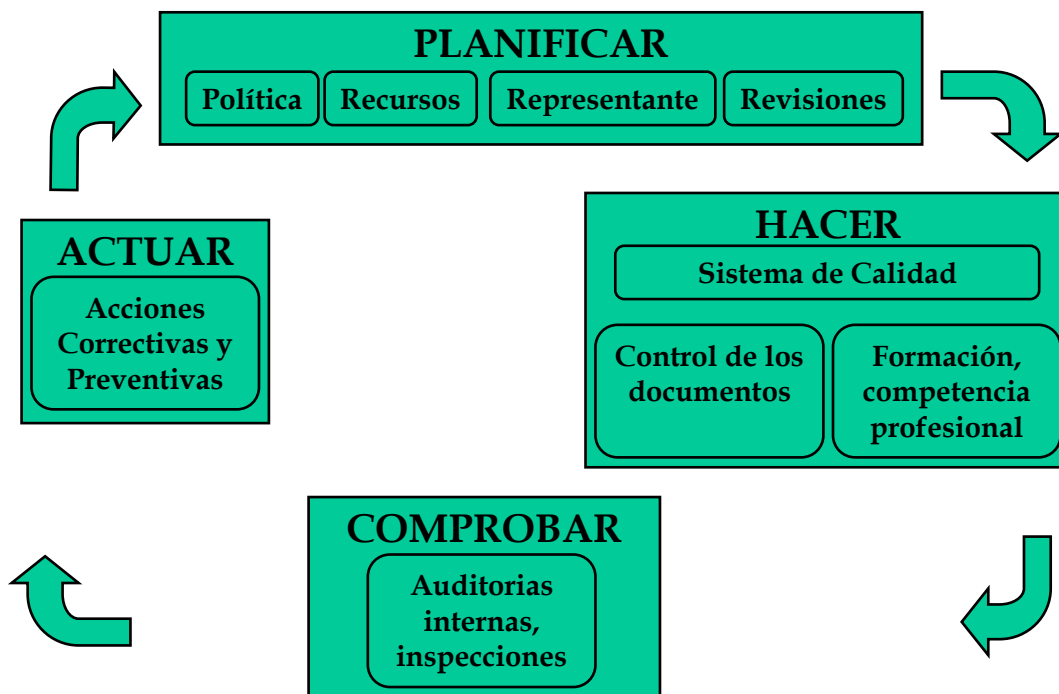 PLANIFICAR
Política
Recursos
Representante
Revisiones
HACER
Sistema de Calidad
Control de los
documentos
Formación,
competencia
profesional
COMPROBAR
Auditorias
internas,
inspecciones
ACTUAR
Acciones
Correctivas y
Preventivas